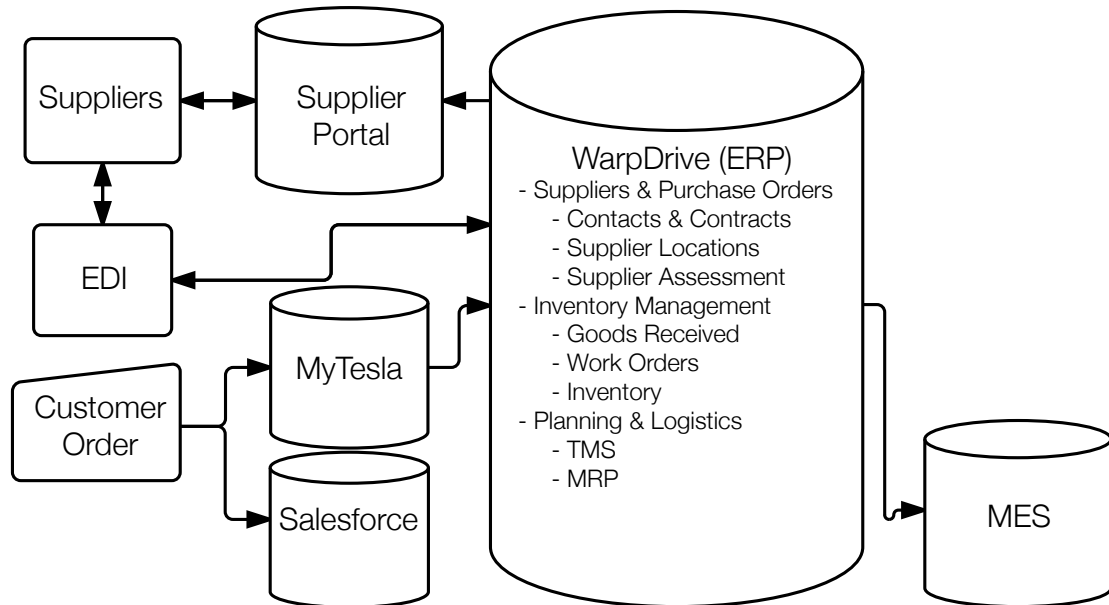 Suppliers
Supplier
Portal
WarpDrive (ERP)
- Suppliers & Purchase Orders
- Contacts & Contracts
- Supplier Locations
- Supplier Assessment
- Inventory Management
- Goods Received
- Work Orders
- Inventory
- Planning & Logistics
- TMS
- MRP
EDI
MyTesla
Customer
Order
Salesforce
MES